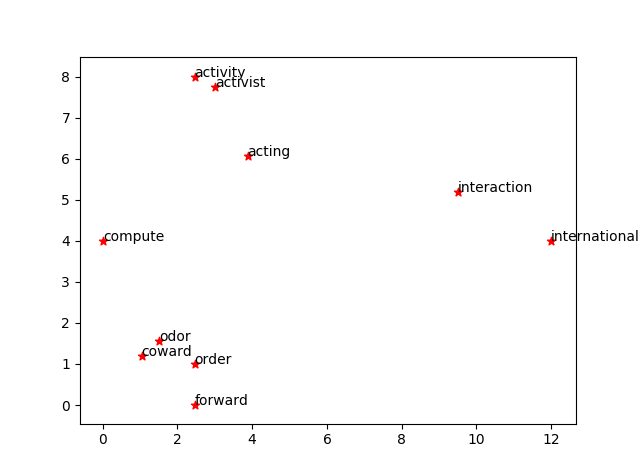 8
activity
activist
7
6
acting
5
interaction
4
compute
international
3
2
odor
coward
1
order
0
forward
0 2 4 6 8 10 12